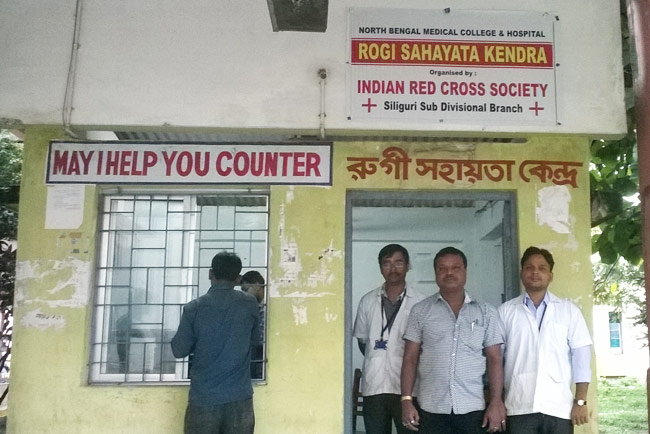 NORTH BENGAL MEDICAL COLLEGE & HOSPITAL
ROGI SAHAYATA KENDRA
Organised by :
INDIAN RED CROSS SOCIETY
Siliguri Sub Divisional Branch
MAY I HELP YOU COUNTER
রুগী সহায়তা কেন্দ্র